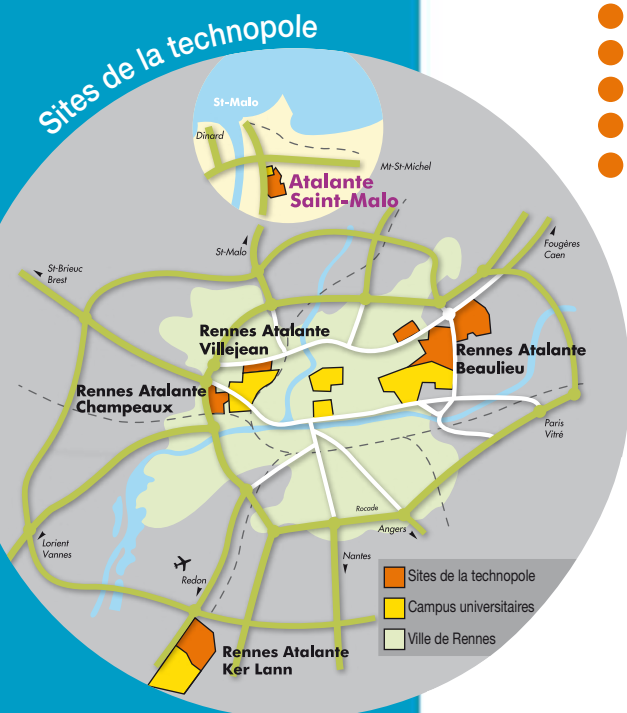 Sites de la technopole
St-Malo
Dinard
Mt-St-Michel
Atalante
Saint-Malo
St-Malo
Fougères
Caen
St-Brieuc
Brest
Rennes Atalante
Villejean
Rennes Atalante
Beaulieu
Rennes Atalante
Champeaux
Paris
Vitré
Rocade
Angers
Lorient
Vannes
Nantes
Redon
Sites de la technopole
Campus universitaires
Ville de Rennes
Rennes Atalante
Ker Lann